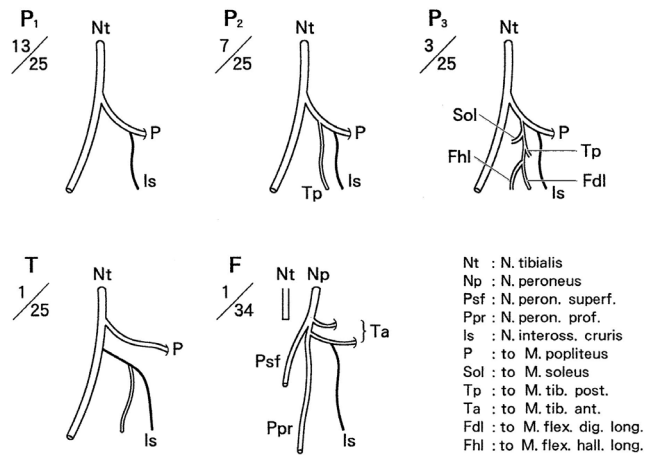 P₁
13/25
Nt
P
Is
P₂
7/25
Nt
P
Tp
Is
P₃
3/25
Nt
Sol
P
Fhl
Tp
Fdl
Is
T
1/25
Nt
P
Is
F
1/34
Nt Np
Ta
Psf
Ppr
Is
Nt : N. tibialis
Np : N. peroneus
Psf : N. peron. superf.
Ppr : N. peron. prof.
Is : N. inteross. cruris
P : to M. popliteus
Sol : to M. soleus
Tp : to M. tib. post.
Ta : to M. tib. ant.
Fdl : to M. flex. dig. long.
Fhl : to M. flex. hall. long.